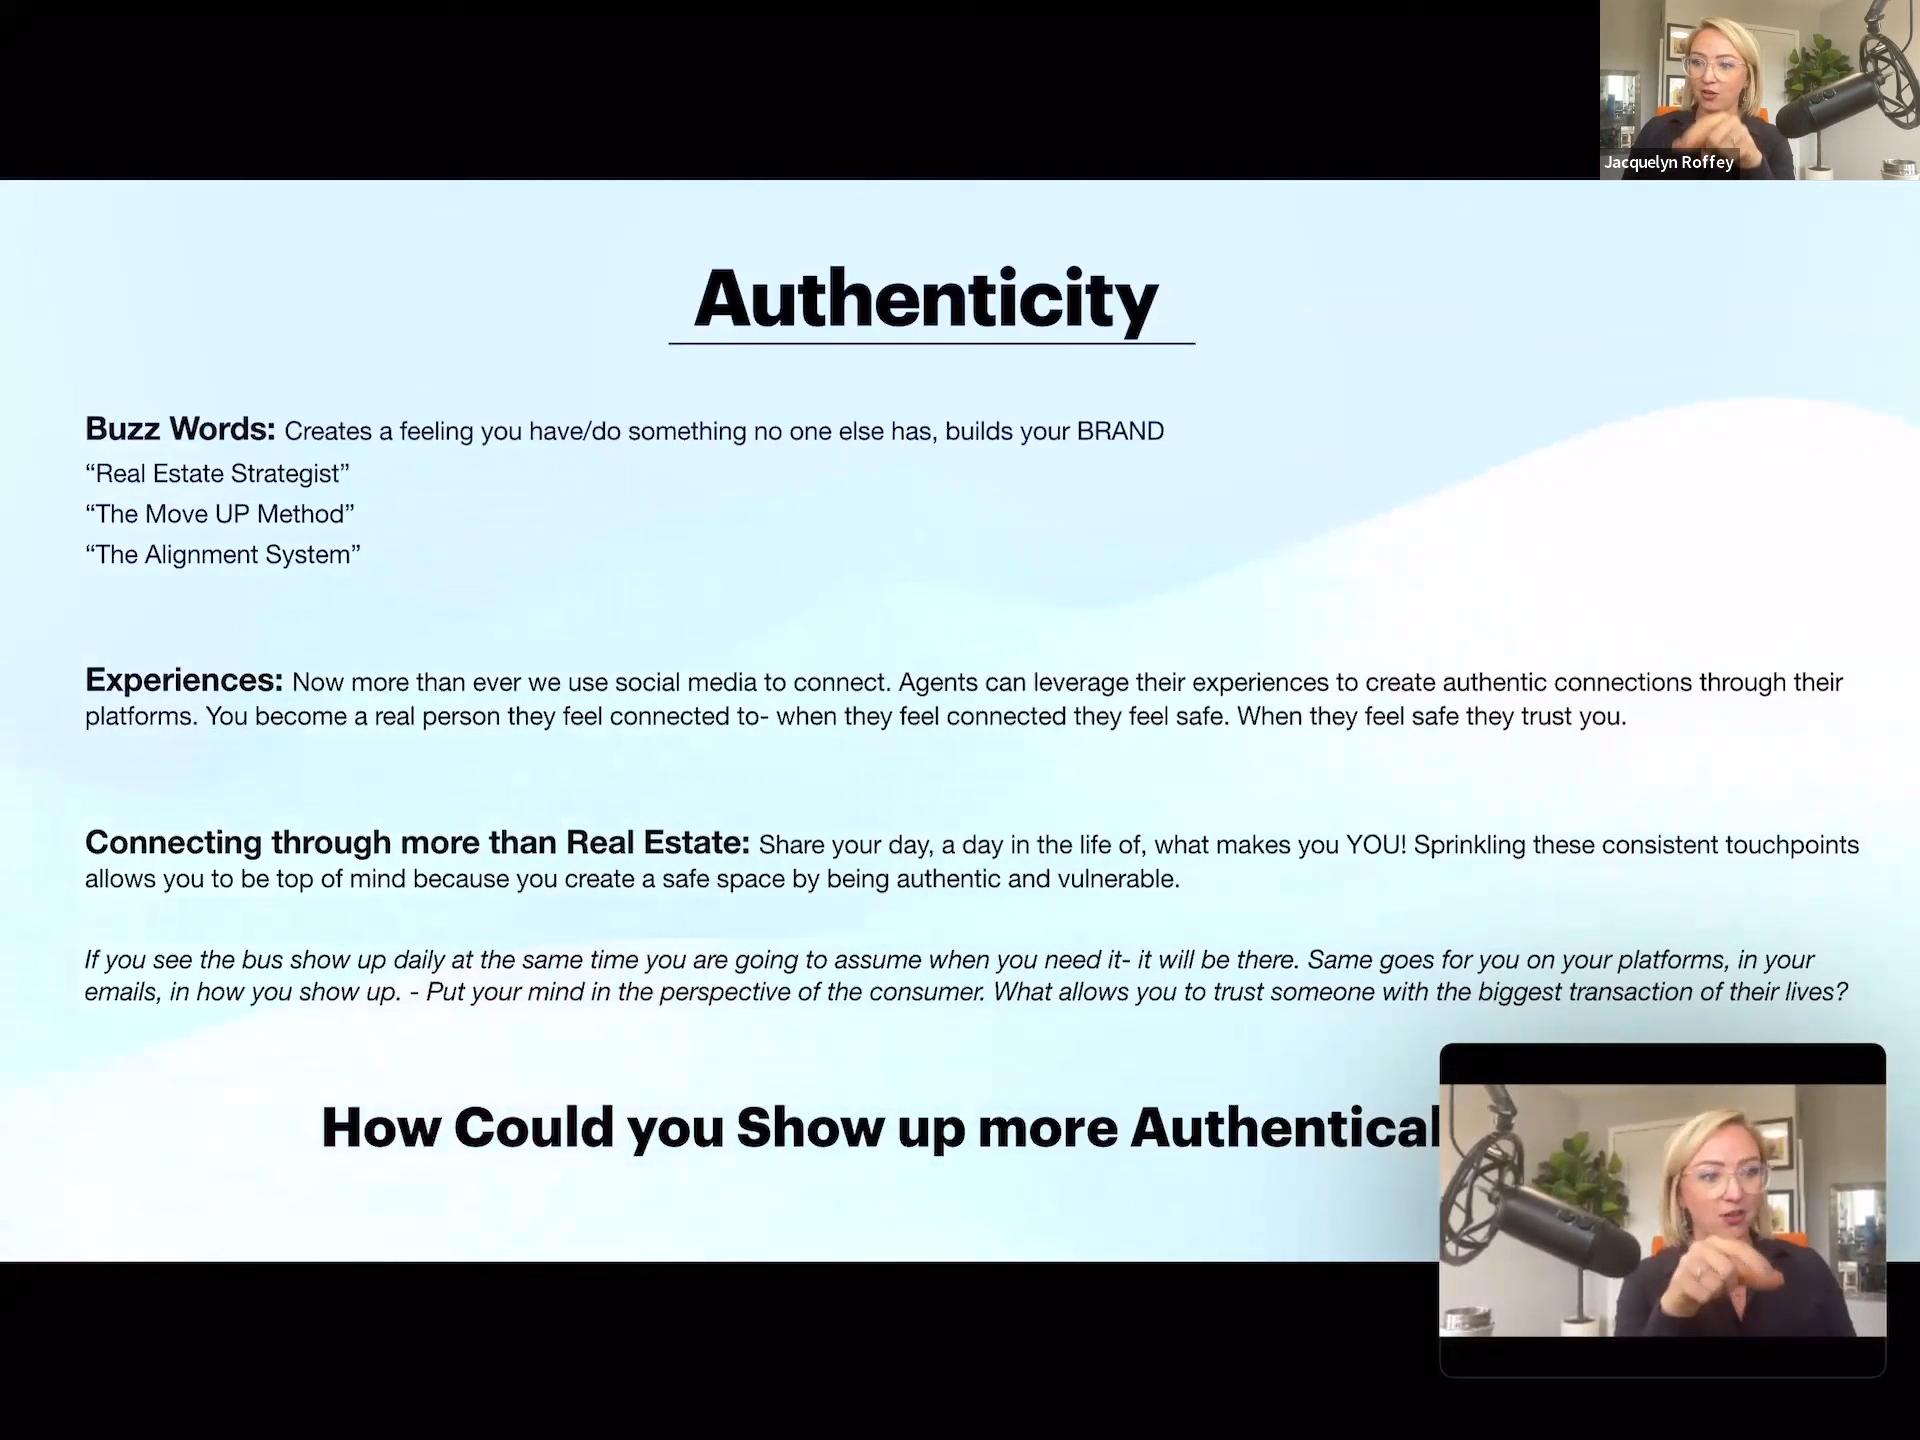 Jacquelyn Roffey
Authenticity
Buzz Words: Creates a feeling you have/do something no one else has, builds your BRAND
“Real Estate Strategist”
“The Move UP Method”
“The Alignment System”
Experiences: Now more than ever we use social media to connect. Agents can leverage their experiences to create authentic connections through their
platforms. You become a real person they feel connected to- when they feel connected they feel safe. When they feel safe they trust you.
Connecting through more than Real Estate: Share your day, a day in the life of, what makes you YOU! Sprinkling these consistent touchpoints
allows you to be top of mind because you create a safe space by being authentic and vulnerable.
If you see the bus show up daily at the same time you are going to assume when you need it- it will be there. Same goes for you on your platforms, in your
emails, in how you show up. - Put your mind in the perspective of the consumer. What allows you to trust someone with the biggest transaction of their lives?
How Could you Show up more Authentical